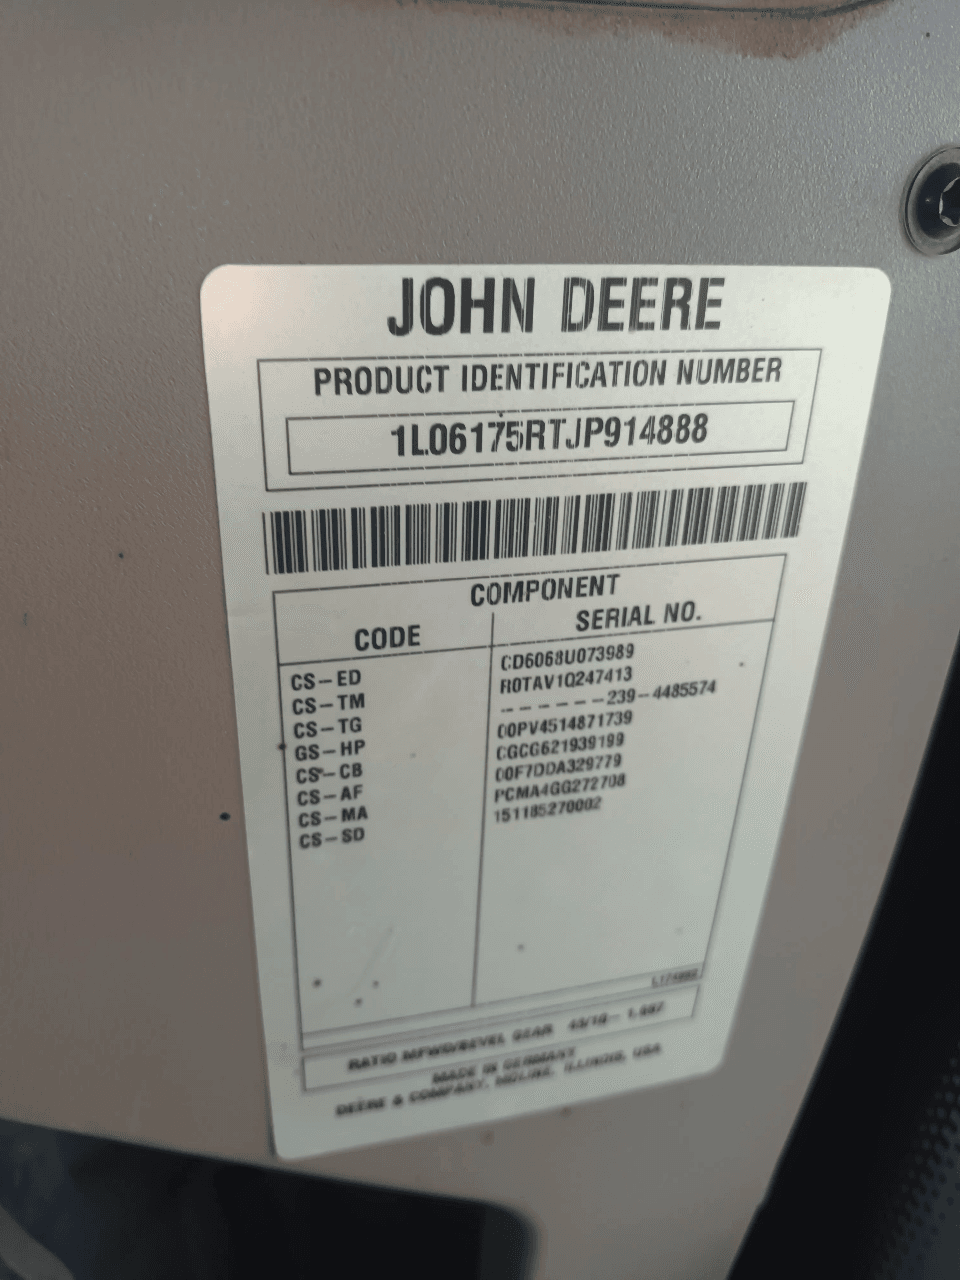 JOHN DEERE
PRODUCT IDENTIFICATION NUMBER
1L06175RTJP914888
COMPONENT
CODE SERIAL NO.
CS-ED CD6068U073989
CS-TM R0TAV1Q247413
CS-TG ------239-4485574
GS-HP 00PV4514871739
CS-CB CGCG621939199
CS-AF 00F7DDA329779
CS-MA PCMA4GG272708
CS-SD 151185270002
RATIO MFWD/BEVEL GEAR
MADE IN GERMANY
DEERE & COMPANY, MOLINE, ILLINOIS, USA